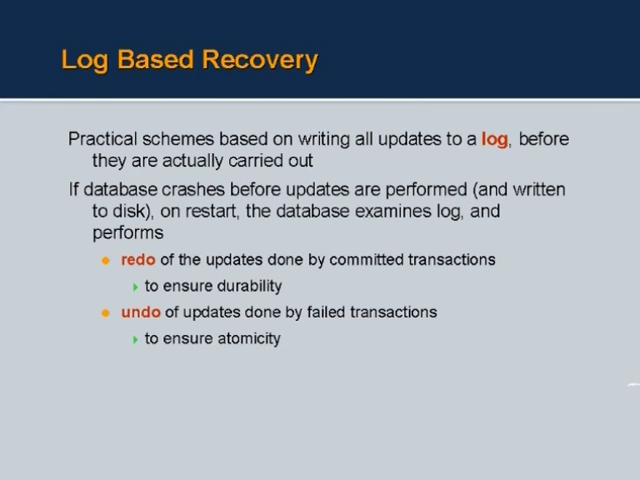 Log Based Recovery
Practical schemes based on writing all updates to a log, before
they are actually carried out
If database crashes before updates are performed (and written
to disk), on restart, the database examines log, and
performs
redo of the updates done by committed transactions
to ensure durability
undo of updates done by failed transactions
to ensure atomicity